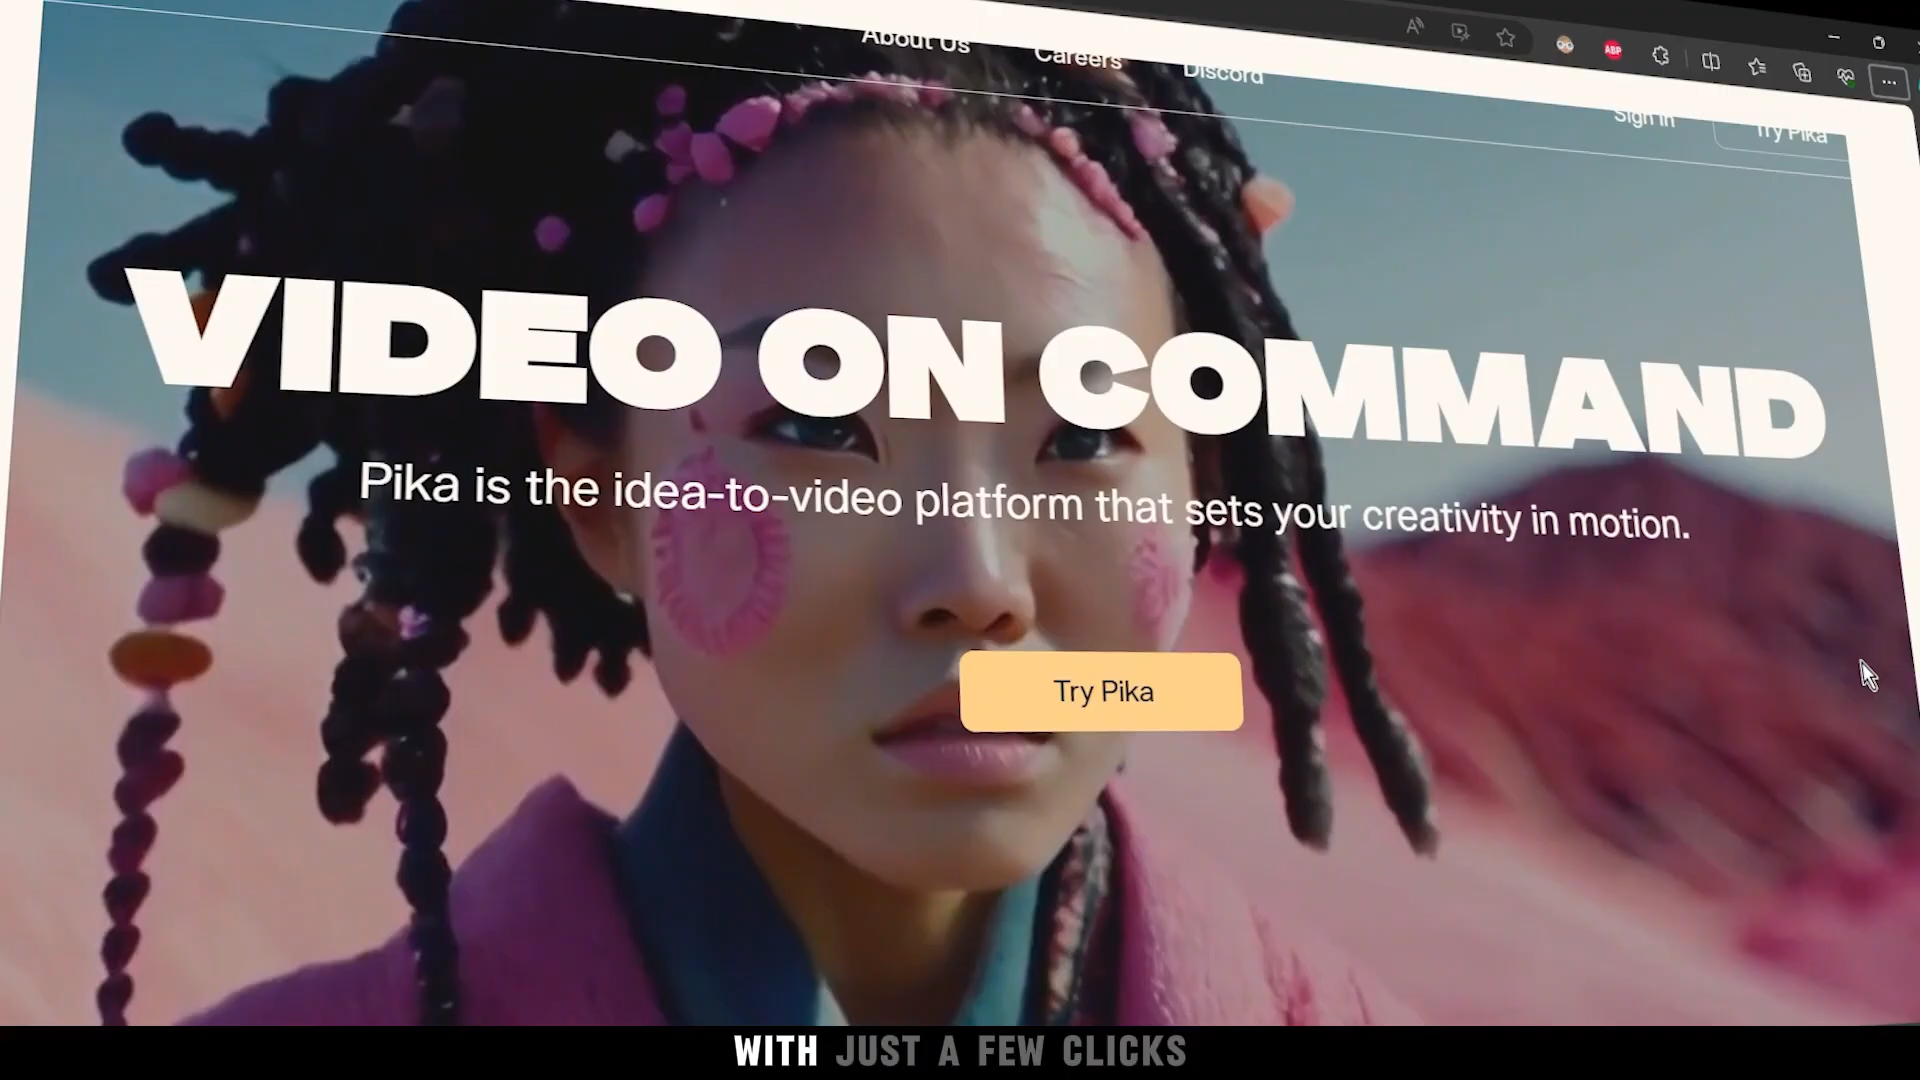 About Us
Careers
Discord
Sign in
Try Pika
ABP
VIDEO ON COMMAND
Pika is the idea-to-video platform that sets your creativity in motion.
Try Pika
WITH JUST A FEW CLICKS